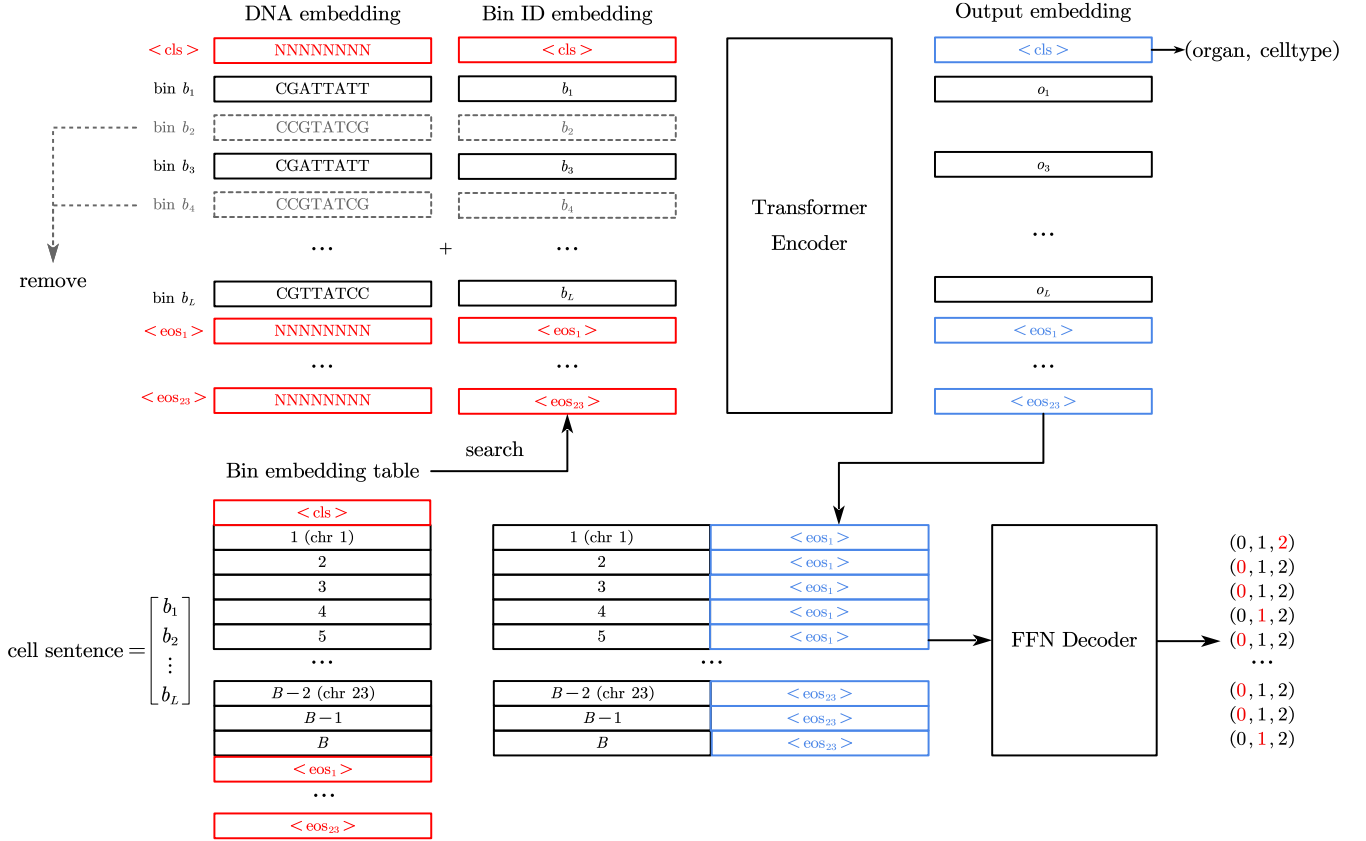 DNA embedding Bin ID embedding Output embedding
<cls> NNNNNNNN <cls> <cls> (organ, celltype)
bin b₁ CGATTATT b₁ o₁
bin b₂ CCGTATCG b₂
bin b₃ CGATTATT b₃ o₃
bin b₄ CCGTATCG b₄
Transformer
Encoder
... + ... ...
remove
bin b_L CGTTATCC b_L o_L
<eos₁> NNNNNNNN <eos₁> <eos₁>
... ... ...
<eos₂₃> NNNNNNNN <eos₂₃> <eos₂₃>
search
Bin embedding table
<cls>
1 (chr 1) 1 (chr 1) <eos₁> (0, 1, 2)
2 2 <eos₁> (0, 1, 2)
3 3 <eos₁> (0, 1, 2)
4 4 <eos₁> (0, 1, 2)
5 5 <eos₁> FFN Decoder (0, 1, 2)
... ... ...
cell sentence = [b₁ b₂ ⋮ b_L]
B−2 (chr 23) B−2 (chr 23) <eos₂₃> (0, 1, 2)
B−1 B−1 <eos₂₃> (0, 1, 2)
B B <eos₂₃> (0, 1, 2)
<eos₁>
...
<eos₂₃>